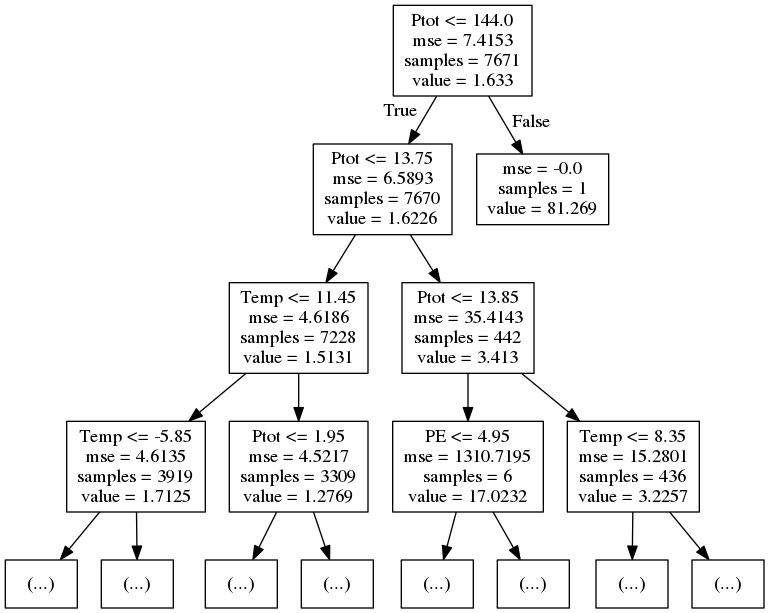 Ptot <= 144.0
mse = 7.4153
samples = 7671
value = 1.633
True
False
Ptot <= 13.75
mse = 6.5893
samples = 7670
value = 1.6226
mse = -0.0
samples = 1
value = 81.269
Temp <= 11.45
mse = 4.6186
samples = 7228
value = 1.5131
Ptot <= 13.85
mse = 35.4143
samples = 442
value = 3.413
Temp <= -5.85
mse = 4.6135
samples = 3919
value = 1.7125
Ptot <= 1.95
mse = 4.5217
samples = 3309
value = 1.2769
PE <= 4.95
mse = 1310.7195
samples = 6
value = 17.0232
Temp <= 8.35
mse = 15.2801
samples = 436
value = 3.2257
(...)
(...)
(...)
(...)
(...)
(...)
(...)
(...)